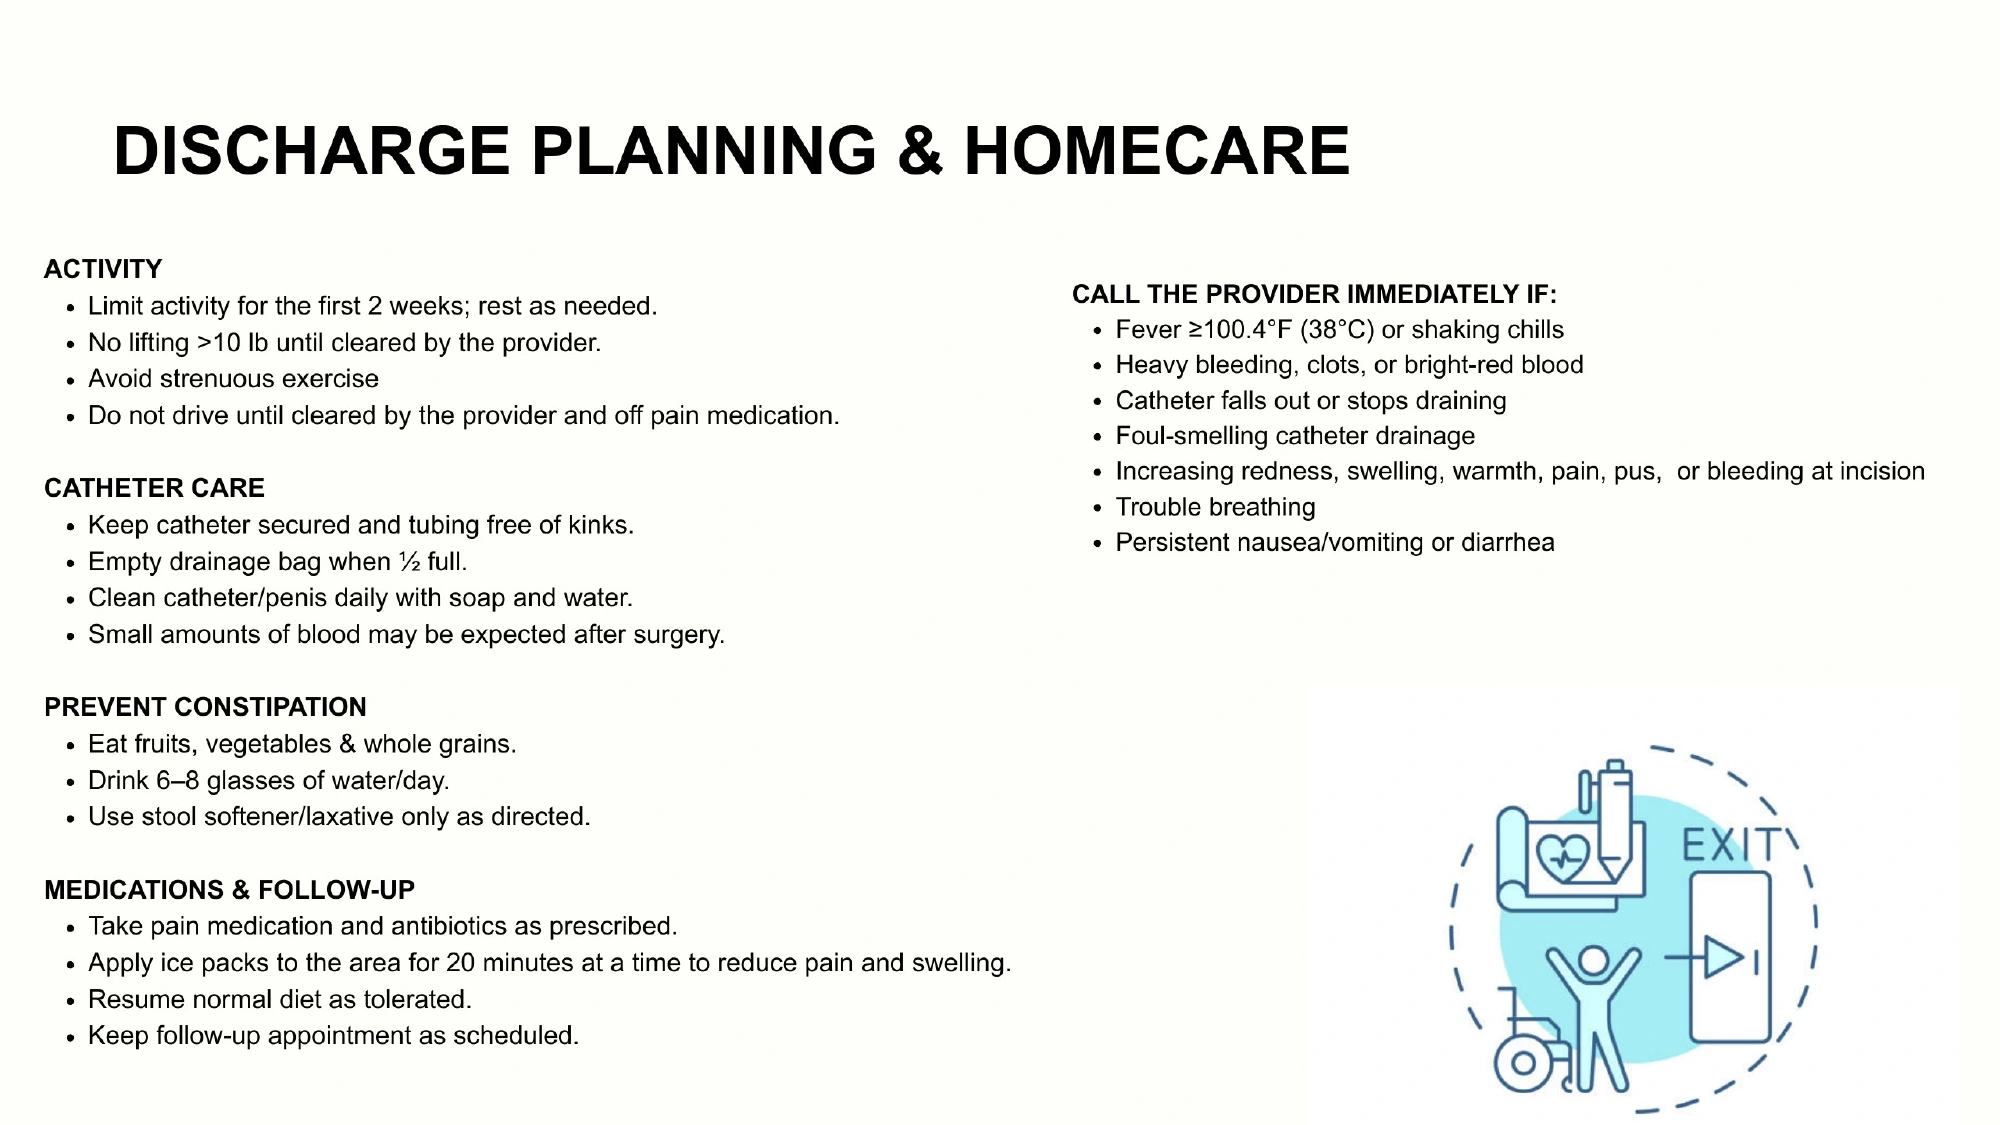 DISCHARGE PLANNING & HOMECARE
ACTIVITY
• Limit activity for the first 2 weeks; rest as needed.
• No lifting >10 lb until cleared by the provider.
• Avoid strenuous exercise
• Do not drive until cleared by the provider and off pain medication.
CATHETER CARE
• Keep catheter secured and tubing free of kinks.
• Empty drainage bag when ½ full.
• Clean catheter/penis daily with soap and water.
• Small amounts of blood may be expected after surgery.
PREVENT CONSTIPATION
• Eat fruits, vegetables & whole grains.
• Drink 6–8 glasses of water/day.
• Use stool softener/laxative only as directed.
MEDICATIONS & FOLLOW-UP
• Take pain medication and antibiotics as prescribed.
• Apply ice packs to the area for 20 minutes at a time to reduce pain and swelling.
• Resume normal diet as tolerated.
• Keep follow-up appointment as scheduled.
CALL THE PROVIDER IMMEDIATELY IF:
• Fever ≥100.4°F (38°C) or shaking chills
• Heavy bleeding, clots, or bright-red blood
• Catheter falls out or stops draining
• Foul-smelling catheter drainage
• Increasing redness, swelling, warmth, pain, pus,  or bleeding at incision
• Trouble breathing
• Persistent nausea/vomiting or diarrhea
EXIT